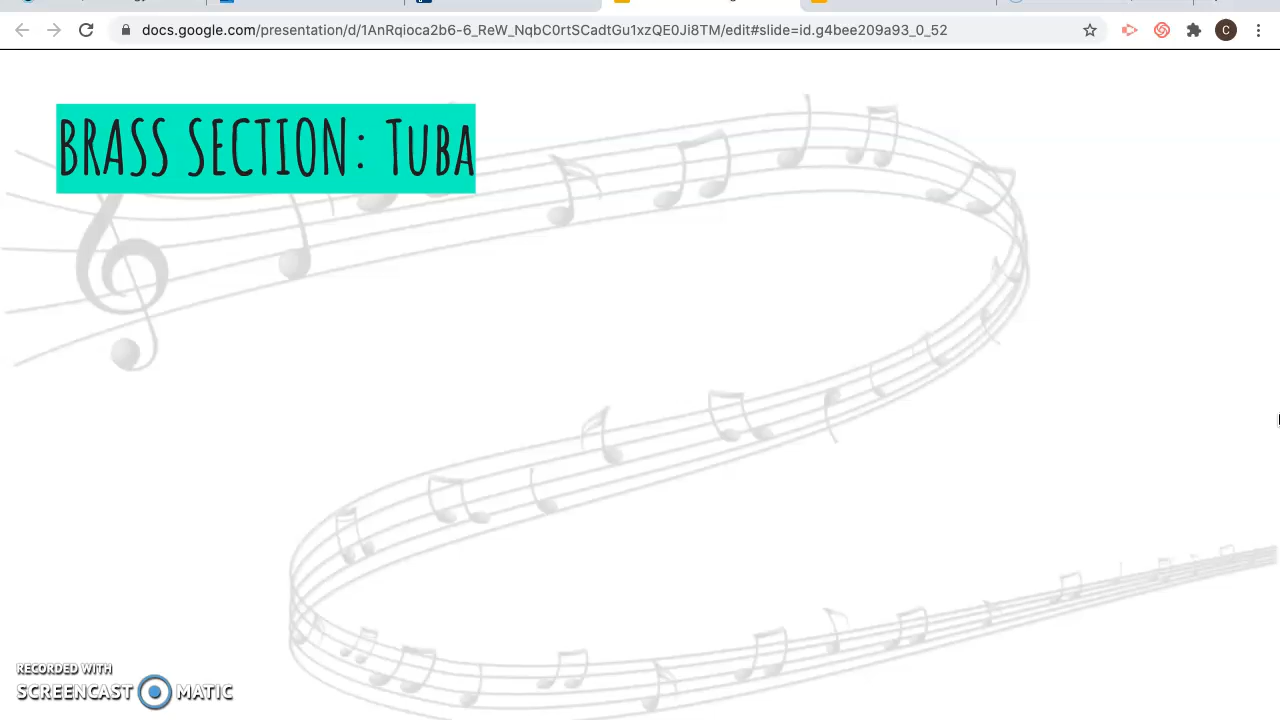 docs.google.com/presentation/d/1AnRqioca2b6-6_ReW_NqbC0rtSCadtGu1xzQE0Ji8TM/edit#slide=id.g4bee209a93_0_52
C
BRASS SECTION: TUBA
RECORDED WITH
SCREENCAST MATIC